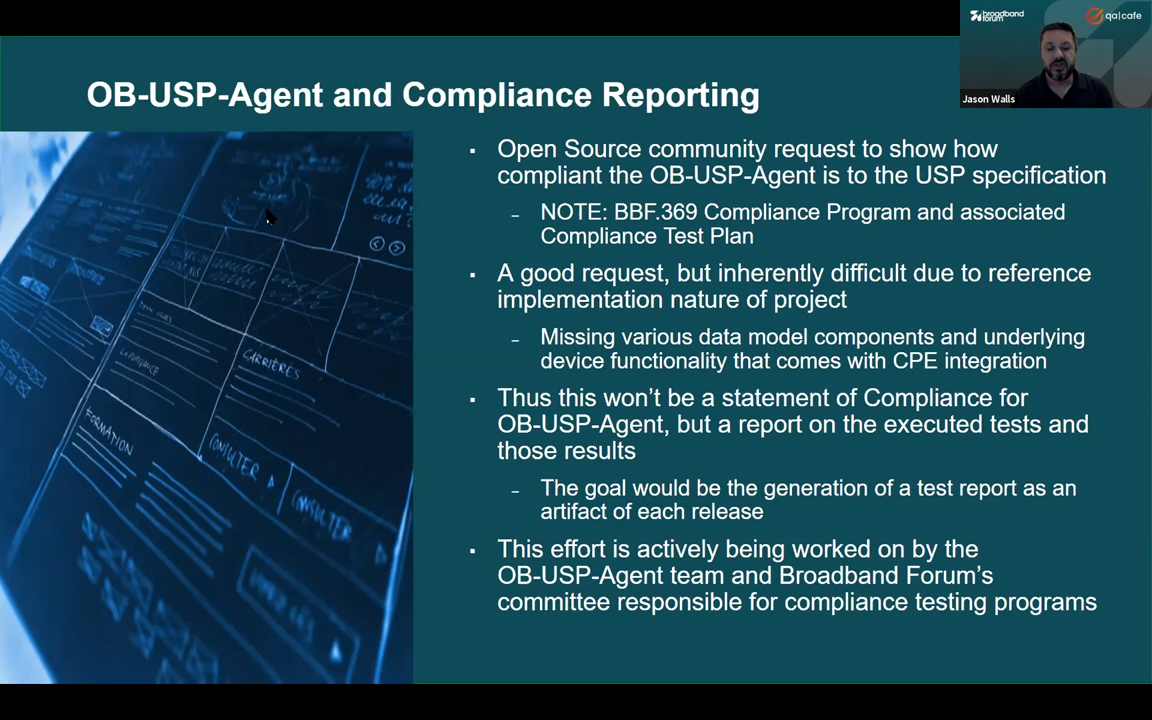 broadband
forum
qa|cafe
Jason Walls
OB-USP-Agent and Compliance Reporting
▪ Open Source community request to show how
compliant the OB-USP-Agent is to the USP specification
– NOTE: BBF.369 Compliance Program and associated
Compliance Test Plan
▪ A good request, but inherently difficult due to reference
implementation nature of project
– Missing various data model components and underlying
device functionality that comes with CPE integration
▪ Thus this won’t be a statement of Compliance for
OB-USP-Agent, but a report on the executed tests and
those results
– The goal would be the generation of a test report as an
artifact of each release
▪ This effort is actively being worked on by the
OB-USP-Agent team and Broadband Forum’s
committee responsible for compliance testing programs
CARRIÈRES
FORMATION
CONSULTER
CONSULTER